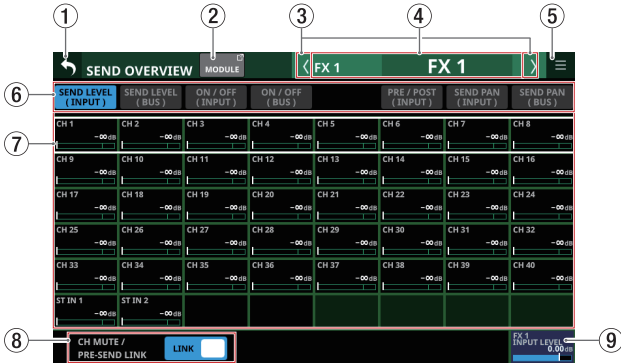 1 2 3 4 5
SEND OVERVIEW MODULE FX 1 FX 1
6
SEND LEVEL SEND LEVEL ON / OFF ON / OFF PRE / POST SEND PAN SEND PAN
( INPUT ) ( BUS ) ( INPUT ) ( BUS ) ( INPUT ) ( INPUT ) ( BUS )
7
CH 1 CH 2 CH 3 CH 4 CH 5 CH 6 CH 7 CH 8
-∞dB -∞dB -∞dB -∞dB -∞dB -∞dB -∞dB -∞dB
CH 9 CH 10 CH 11 CH 12 CH 13 CH 14 CH 15 CH 16
-∞dB -∞dB -∞dB -∞dB -∞dB -∞dB -∞dB -∞dB
CH 17 CH 18 CH 19 CH 20 CH 21 CH 22 CH 23 CH 24
-∞dB -∞dB -∞dB -∞dB -∞dB -∞dB -∞dB -∞dB
CH 25 CH 26 CH 27 CH 28 CH 29 CH 30 CH 31 CH 32
-∞dB -∞dB -∞dB -∞dB -∞dB -∞dB -∞dB -∞dB
CH 33 CH 34 CH 35 CH 36 CH 37 CH 38 CH 39 CH 40
-∞dB -∞dB -∞dB -∞dB -∞dB -∞dB -∞dB -∞dB
ST IN 1 ST IN 2
-∞dB -∞dB
8
CH MUTE /
PRE-SEND LINK LINK
FX 1
INPUT LEVEL
0.00dB
9